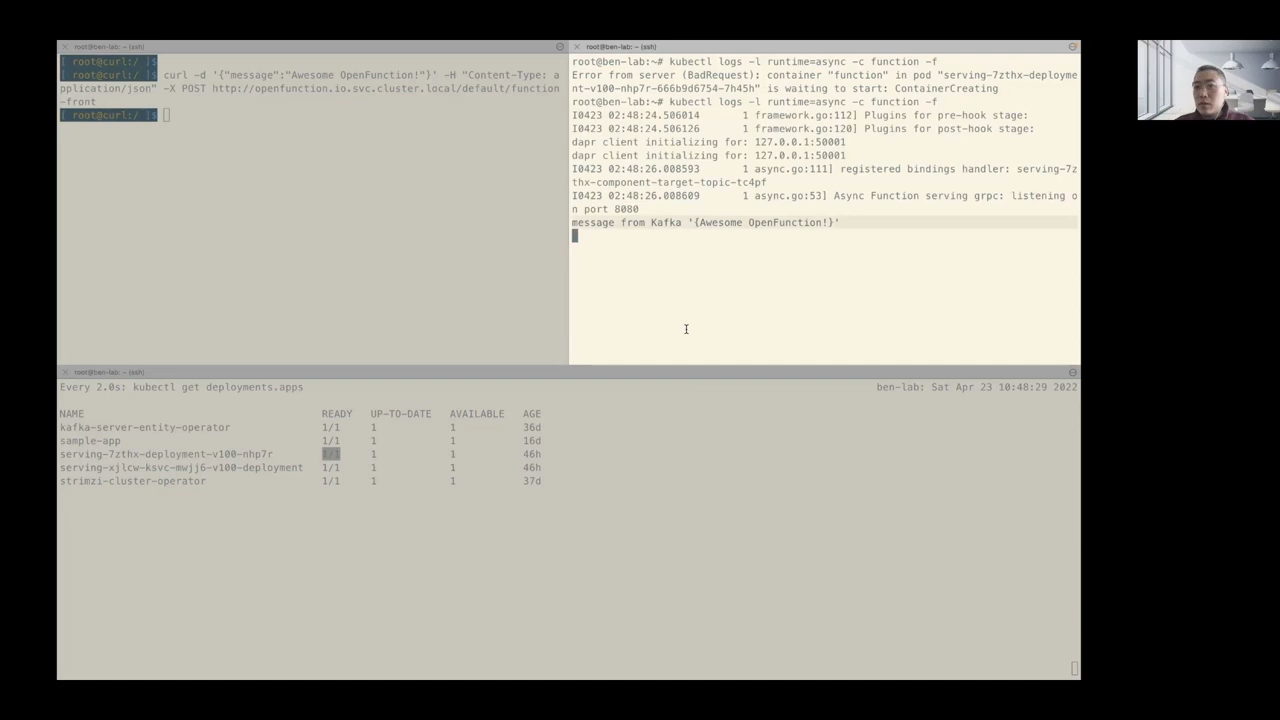 root@ben-lab: ~ (ssh)
[ root@curl:/ ]$
[ root@curl:/ ]$ curl -d '{"message":"Awesome OpenFunction!"}' -H "Content-Type: a
pplication/json" -X POST http://openfunction.io.svc.cluster.local/default/function
-front
[ root@curl:/ ]$
root@ben-lab: ~ (ssh)
root@ben-lab:~# kubectl logs -l runtime=async -c function -f
Error from server (BadRequest): container "function" in pod "serving-7zthx-deployme
nt-v100-nhp7r-666b9d6754-7h45h" is waiting to start: ContainerCreating
root@ben-lab:~# kubectl logs -l runtime=async -c function -f
I0423 02:48:24.506014       1 framework.go:112] Plugins for pre-hook stage:
I0423 02:48:24.506126       1 framework.go:120] Plugins for post-hook stage:
dapr client initializing for: 127.0.0.1:50001
dapr client initializing for: 127.0.0.1:50001
I0423 02:48:26.008593       1 async.go:111] registered bindings handler: serving-7z
thx-component-target-topic-tc4pf
I0423 02:48:26.008609       1 async.go:53] Async Function serving grpc: listening o
n port 8080
message from Kafka '{Awesome OpenFunction!}'
root@ben-lab: ~ (ssh)
Every 2.0s: kubectl get deployments.apps ben-lab: Sat Apr 23 10:48:29 2022
NAME READY UP-TO-DATE AVAILABLE AGE
kafka-server-entity-operator 1/1 1 1 36d
sample-app 1/1 1 1 16d
serving-7zthx-deployment-v100-nhp7r 1/1 1 1 46h
serving-xjlcw-ksvc-mwjj6-v100-deployment 1/1 1 1 46h
strimzi-cluster-operator 1/1 1 1 37d